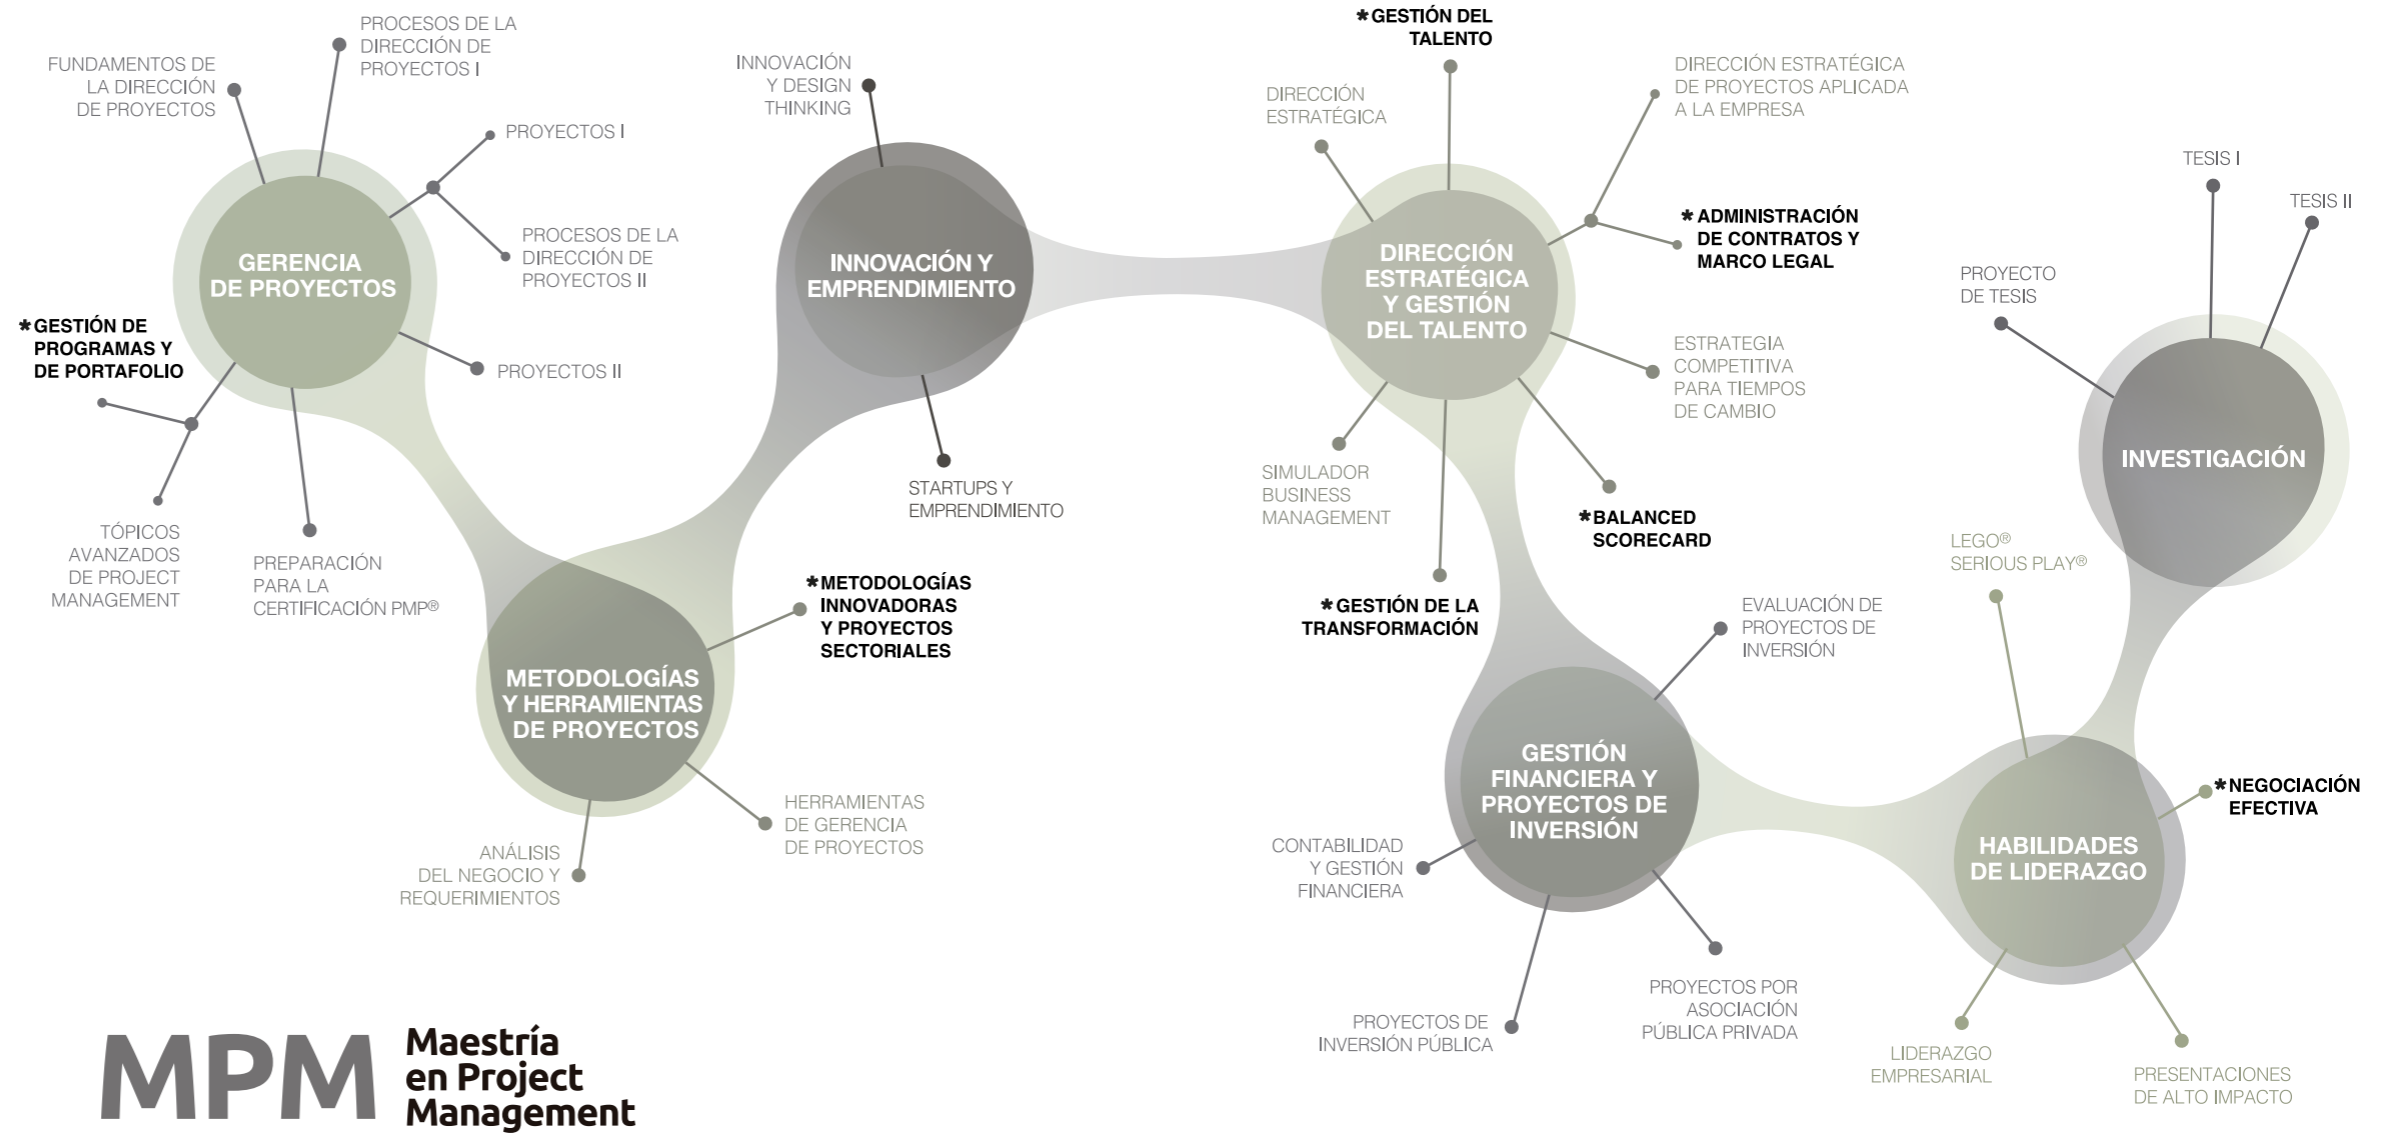 FUNDAMENTOS DE
LA DIRECCIÓN
DE PROYECTOS
PROCESOS DE LA
DIRECCIÓN DE
PROYECTOS I
PROYECTOS I
PROCESOS DE LA
DIRECCIÓN DE
PROYECTOS II
GERENCIA
DE PROYECTOS
*GESTIÓN DE
PROGRAMAS Y
DE PORTAFOLIO
PROYECTOS II
TÓPICOS
AVANZADOS
DE PROJECT
MANAGEMENT
PREPARACIÓN
PARA LA
CERTIFICACIÓN PMP®
METODOLOGÍAS
Y HERRAMIENTAS
DE PROYECTOS
*METODOLOGÍAS
INNOVADORAS
Y PROYECTOS
SECTORIALES
HERRAMIENTAS
DE GERENCIA
DE PROYECTOS
ANÁLISIS
DEL NEGOCIO Y
REQUERIMIENTOS
INNOVACIÓN
Y DESIGN
THINKING
INNOVACIÓN Y
EMPRENDIMIENTO
STARTUPS Y
EMPRENDIMIENTO
*GESTIÓN DEL
TALENTO
DIRECCIÓN
ESTRATÉGICA
DIRECCIÓN ESTRATÉGICA
DE PROYECTOS APLICADA
A LA EMPRESA
*ADMINISTRACIÓN
DE CONTRATOS Y
MARCO LEGAL
DIRECCIÓN
ESTRATÉGICA
Y GESTIÓN
DEL TALENTO
ESTRATEGIA
COMPETITIVA
PARA TIEMPOS
DE CAMBIO
SIMULADOR
BUSINESS
MANAGEMENT
*BALANCED
SCORECARD
*GESTIÓN DE LA
TRANSFORMACIÓN
EVALUACIÓN DE
PROYECTOS DE
INVERSIÓN
GESTIÓN
FINANCIERA Y
PROYECTOS DE
INVERSIÓN
CONTABILIDAD
Y GESTIÓN
FINANCIERA
PROYECTOS DE
INVERSIÓN PÚBLICA
PROYECTOS POR
ASOCIACIÓN
PÚBLICA PRIVADA
LEGO®
SERIOUS PLAY®
*NEGOCIACIÓN
EFECTIVA
HABILIDADES
DE LIDERAZGO
LIDERAZGO
EMPRESARIAL
PRESENTACIONES
DE ALTO IMPACTO
TESIS I
TESIS II
PROYECTO
DE TESIS
INVESTIGACIÓN
MPM
Maestría
en Project
Management